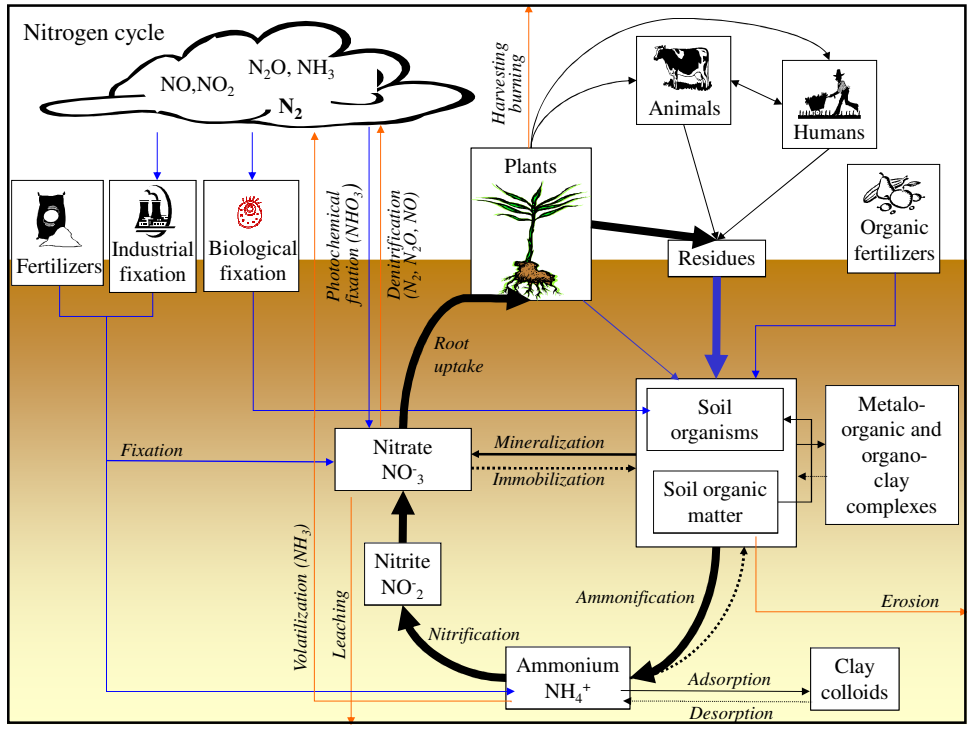 Nitrogen cycle
NO,NO₂
N₂O, NH₃
N₂
Harvesting
burning
Animals
Humans
Plants
Fertilizers
Industrial
fixation
Biological
fixation
Photochemical
fixation (NHO₃)
Denitrification
(N₂, N₂O, NO)
Residues
Organic
fertilizers
Root
uptake
Soil
organisms
Soil organic
matter
Metalo-
organic and
organo-
clay
complexes
Fixation
Nitrate
NO⁻₃
Mineralization
Immobilization
Nitrite
NO⁻₂
Volatilization (NH₃)
Leaching
Nitrification
Ammonification
Erosion
Ammonium
NH₄⁺
Adsorption
Desorption
Clay
colloids